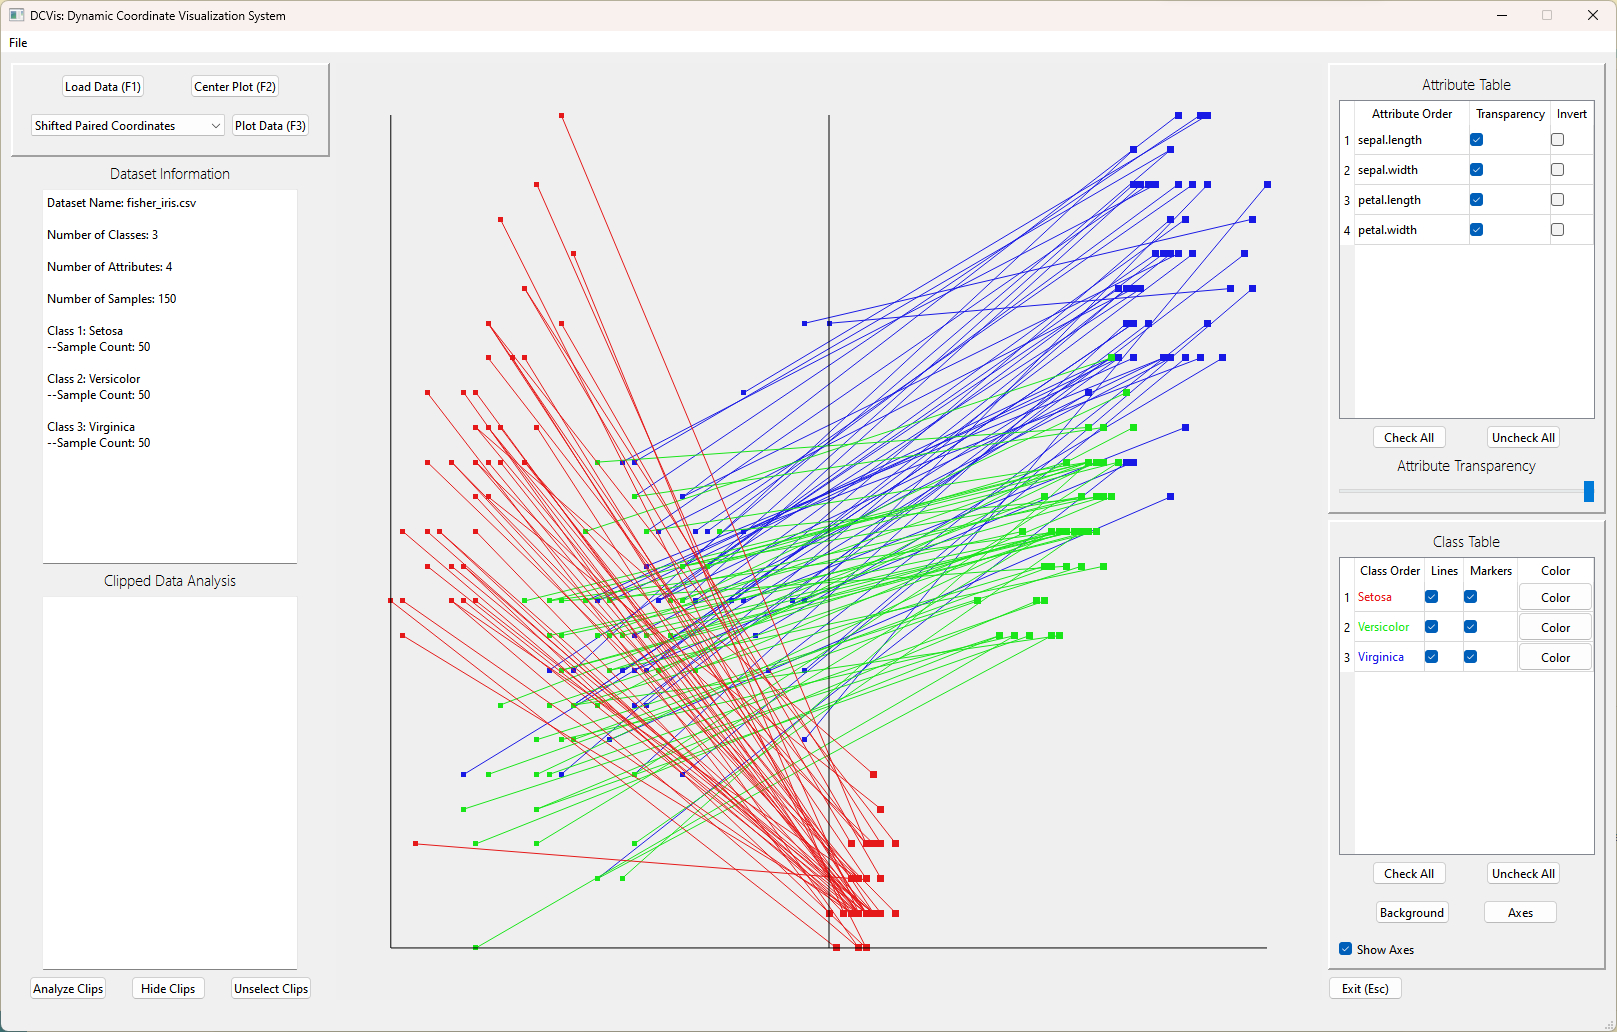 DCVis: Dynamic Coordinate Visualization System
File
Load Data (F1)
Center Plot (F2)
Shifted Paired Coordinates
Plot Data (F3)
Dataset Information
Dataset Name: fisher_iris.csv
Number of Classes: 3
Number of Attributes: 4
Number of Samples: 150
Class 1: Setosa
--Sample Count: 50
Class 2: Versicolor
--Sample Count: 50
Class 3: Virginica
--Sample Count: 50
Clipped Data Analysis
Analyze Clips
Hide Clips
Unselect Clips
Attribute Table
Attribute Order Transparency Invert
1 sepal.length
2 sepal.width
3 petal.length
4 petal.width
Check All
Uncheck All
Attribute Transparency
Class Table
Class Order Lines Markers Color
1 Setosa Color
2 Versicolor Color
3 Virginica Color
Check All
Uncheck All
Background
Axes
Show Axes
Exit (Esc)